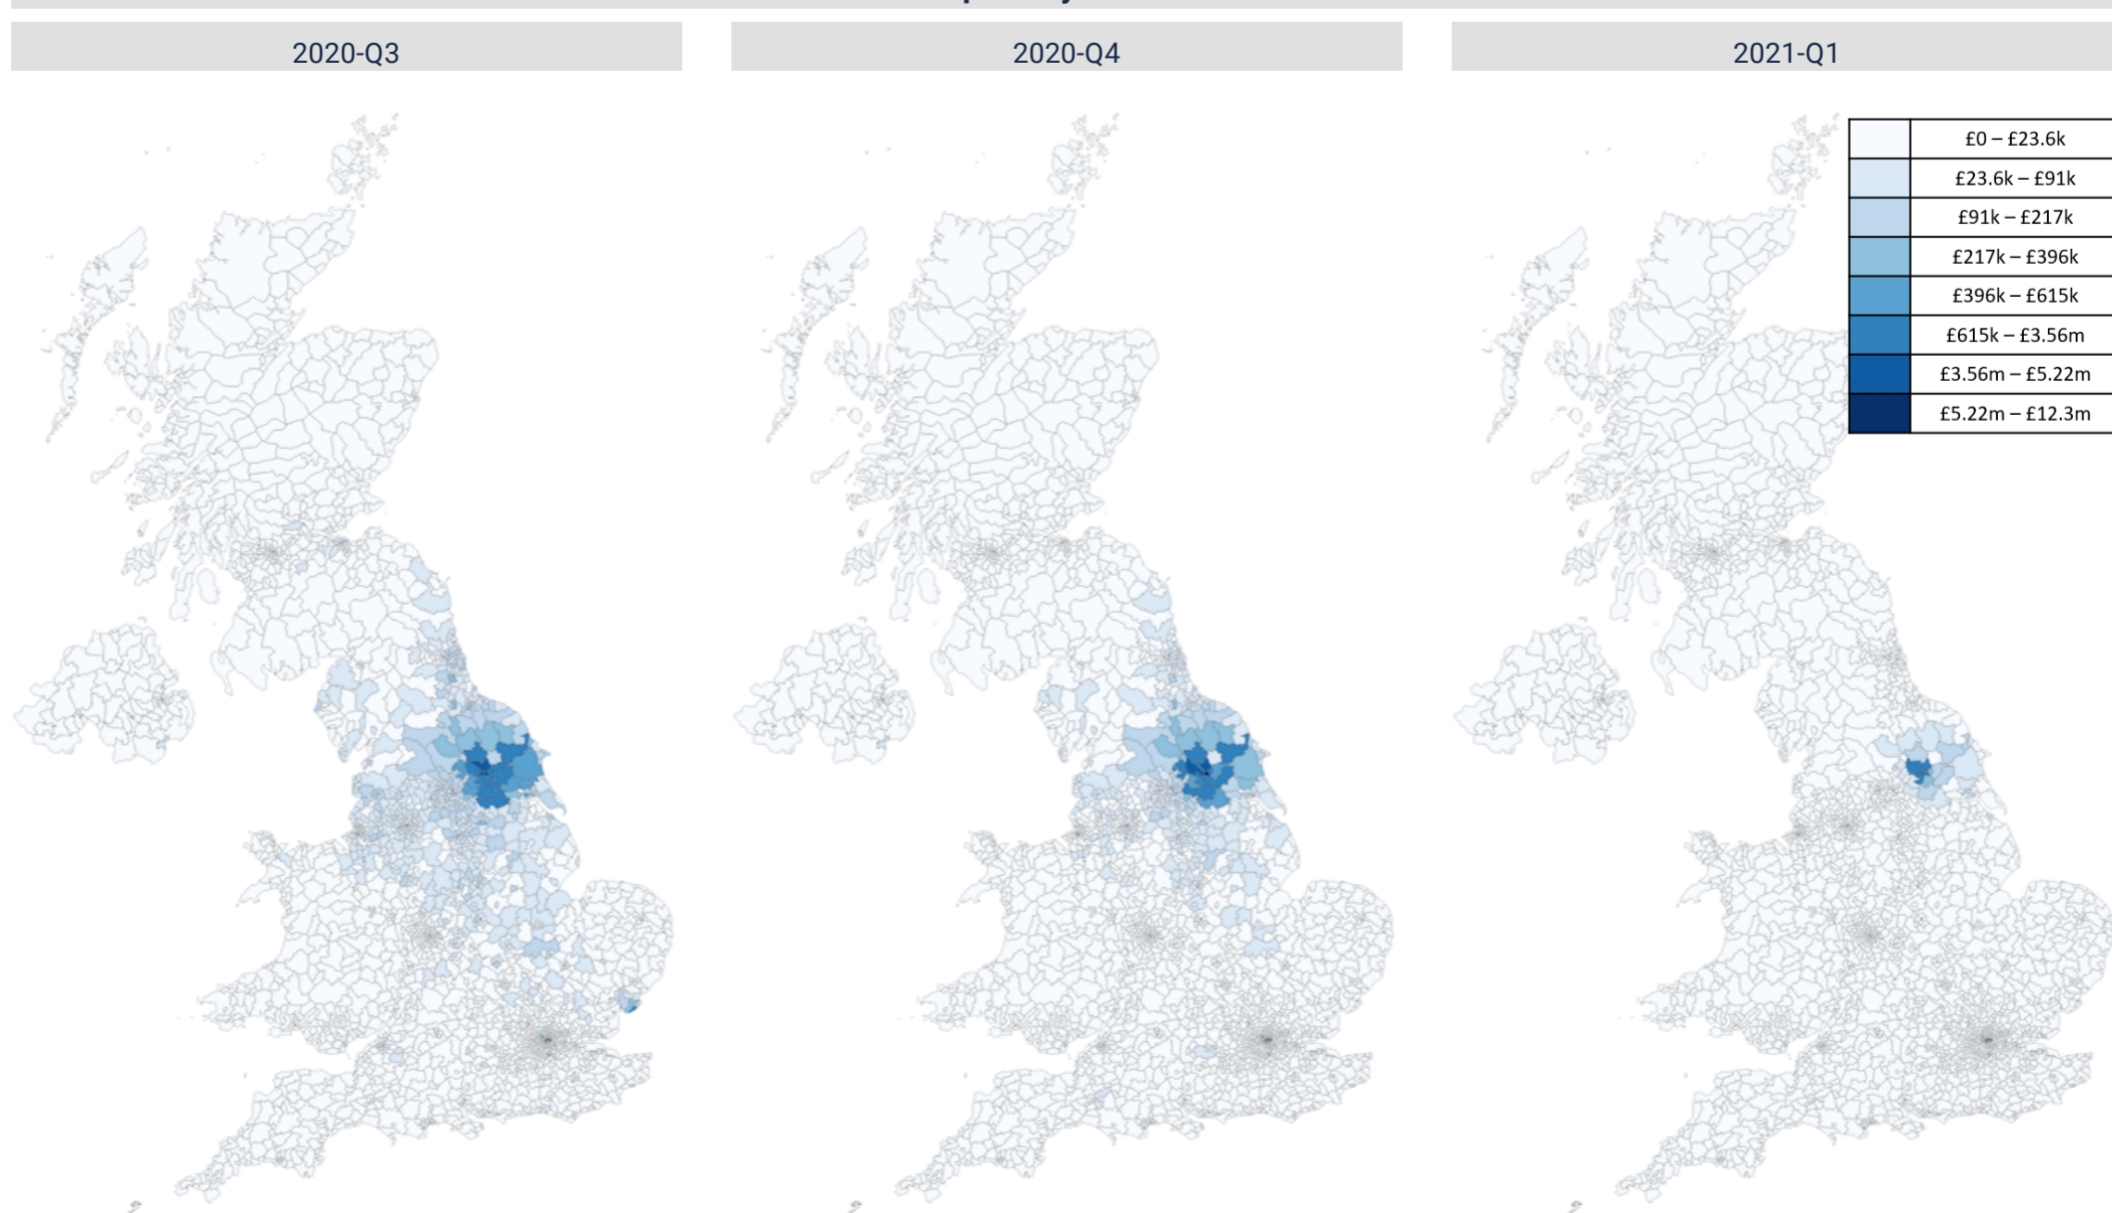 2020-Q3
2020-Q4
2021-Q1
£0 – £23.6k
£23.6k – £91k
£91k – £217k
£217k – £396k
£396k – £615k
£615k – £3.56m
£3.56m – £5.22m
£5.22m – £12.3m